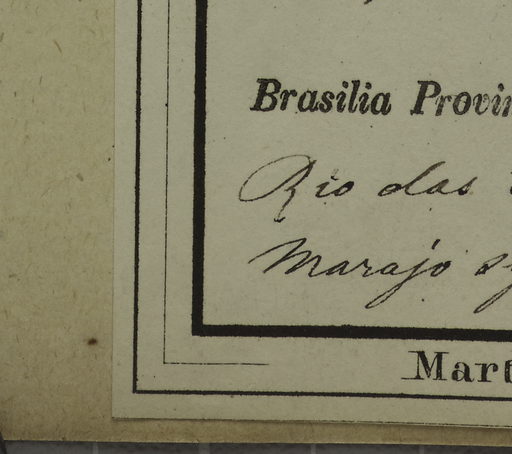 Brasilia Provin
Rio das
Marajo
Mart